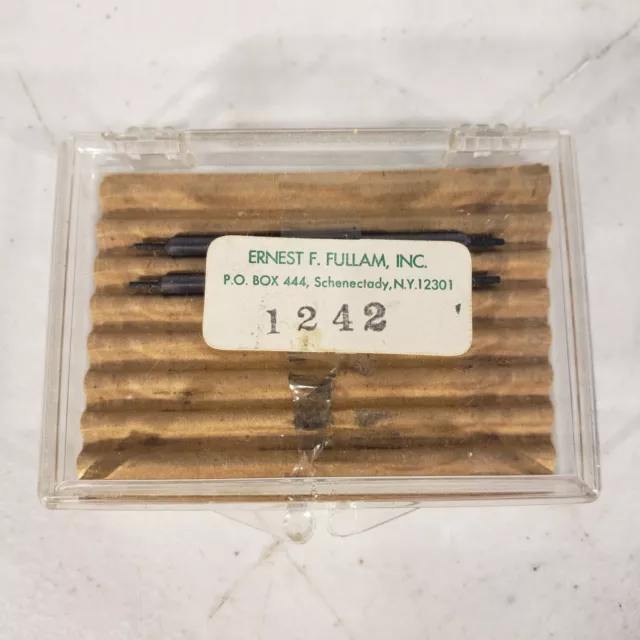 ERNEST F. FULLAM, INC.
P.O. BOX 444, Schenectady, N.Y. 12301
1242